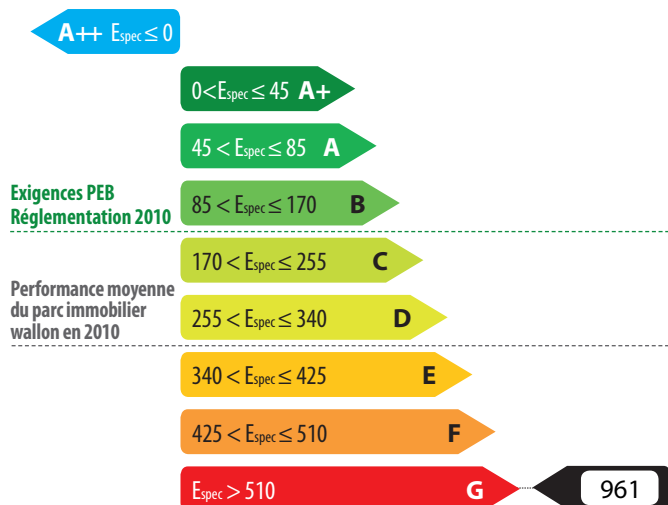 A++ Espec ≤ 0
0<Espec ≤ 45 A+
45 < Espec ≤ 85 A
Exigences PEB
Réglementation 2010
85 < Espec ≤ 170 B
170 < Espec ≤ 255 C
Performance moyenne
du parc immobilier
wallon en 2010
255 < Espec ≤ 340 D
340 < Espec ≤ 425 E
425 < Espec ≤ 510 F
Espec > 510 G
961